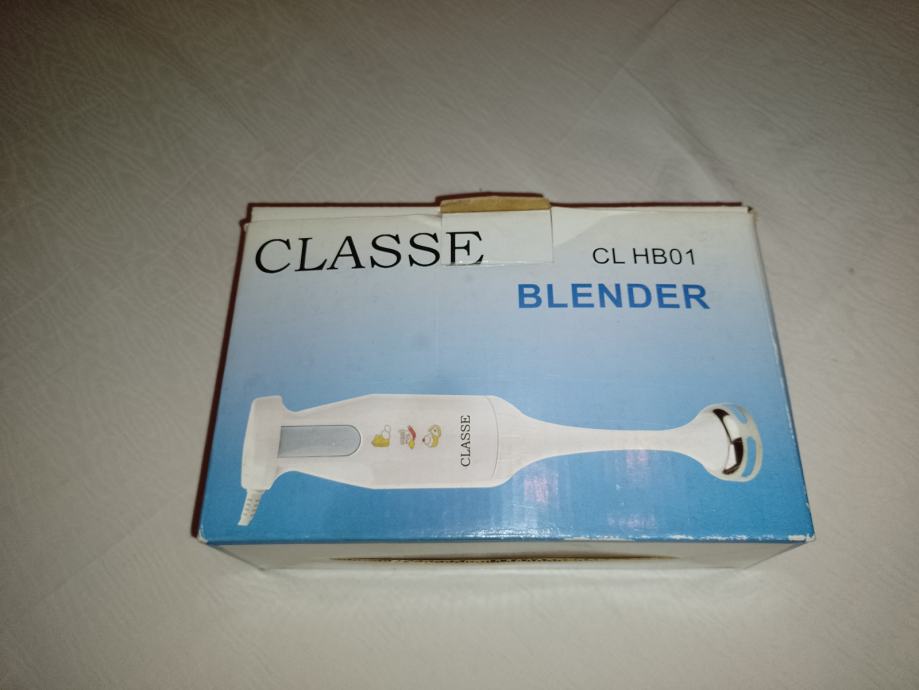 CLASSE
CL HB01
BLENDER
CLASSE